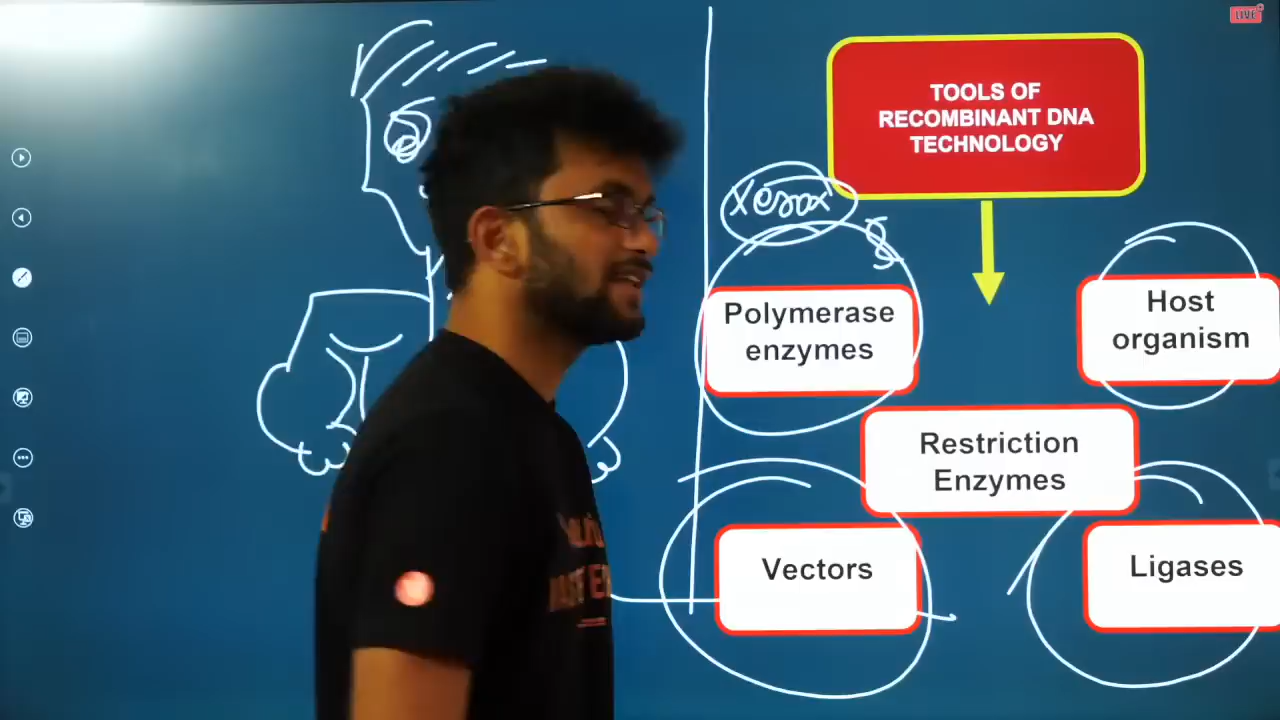 LIVE
TOOLS OF
RECOMBINANT DNA
TECHNOLOGY
Xerox
Polymerase
enzymes
Host
organism
Restriction
Enzymes
Vectors
Ligases